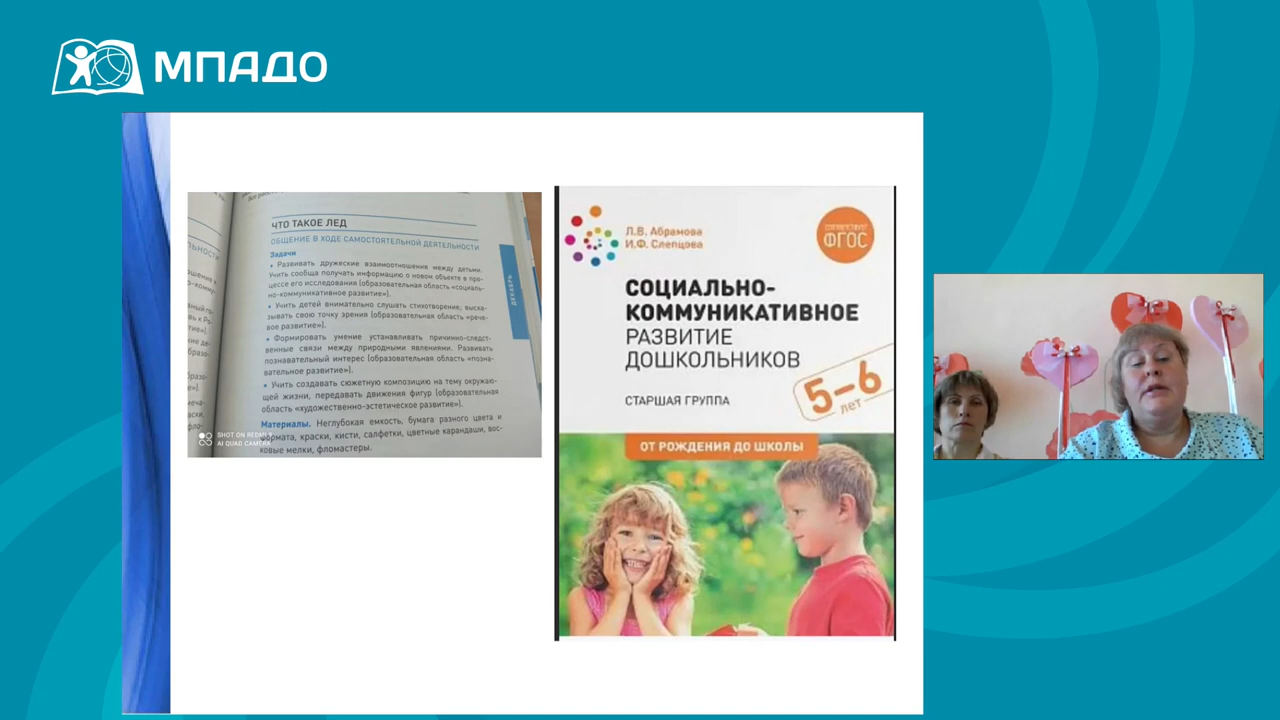 МПАДО
ЧТО ТАКОЕ ЛЕД
ОБЩЕНИЕ В ХОДЕ САМОСТОЯТЕЛЬНОЙ ДЕЯТЕЛЬНОСТИ
Задачи
• Развивать дружеские взаимоотношения между детьми.
Учить сообща получать информацию о новом объекте в про-
цессе его исследования (образовательная область «социаль-
но-коммуникативное развитие»).
• Учить детей внимательно слушать стихотворение; выска-
зывать свою точку зрения (образовательная область «рече-
вое развитие»).
• Формировать умение устанавливать причинно-следст-
венные связи между природными явлениями. Развивать
познавательный интерес (образовательная область «позна-
вательное развитие»).
• Учить создавать сюжетную композицию на тему окружаю-
щей жизни, передавать движения фигур (образовательная
область «художественно-эстетическое развитие»).
Материалы. Неглубокая емкость, бумага разного цвета и
формата, краски, кисти, салфетки, цветные карандаши, вос-
ковые мелки, фломастеры.
ДЕКАБРЬ
SHOT ON REDMI
AI QUAD CAMERA
Л.В. Абрамова
И.Ф. Слепцова
СООТВЕТСТВУЕТ
ФГОС
СОЦИАЛЬНО-
КОММУНИКАТИВНОЕ
РАЗВИТИЕ
ДОШКОЛЬНИКОВ
5–6
лет
СТАРШАЯ ГРУППА
ОТ РОЖДЕНИЯ ДО ШКОЛЫ